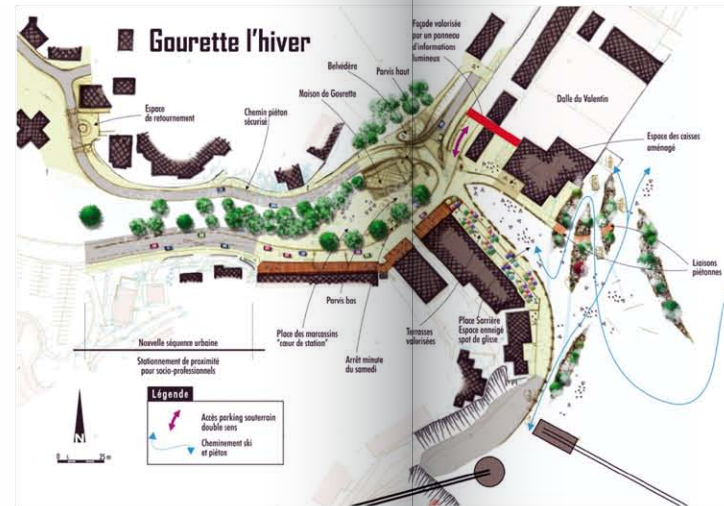 Gourette l'hiver
Façade valorisée
par un panneau
d'informations
lumineux
Belvédère
Parvis haut
Maison de Gourette
Dalle du Valentin
Espace
de retournement
Chemin piéton
sécurisé
Espace des caisses
aménagé
Liaisons
piétonnes
Parvis bas
Place des marcassins
"cœur de station"
Arrêt minute
du samedi
Terrasses
valorisées
Place Sarrière
Espace enneigé
spot de glisse
Nouvelle séquence urbaine
Stationnement de proximité
pour socio-professionnels
Légende
Accès parking souterrain
double sens
Cheminement ski
et piéton
N
0 5 25 m